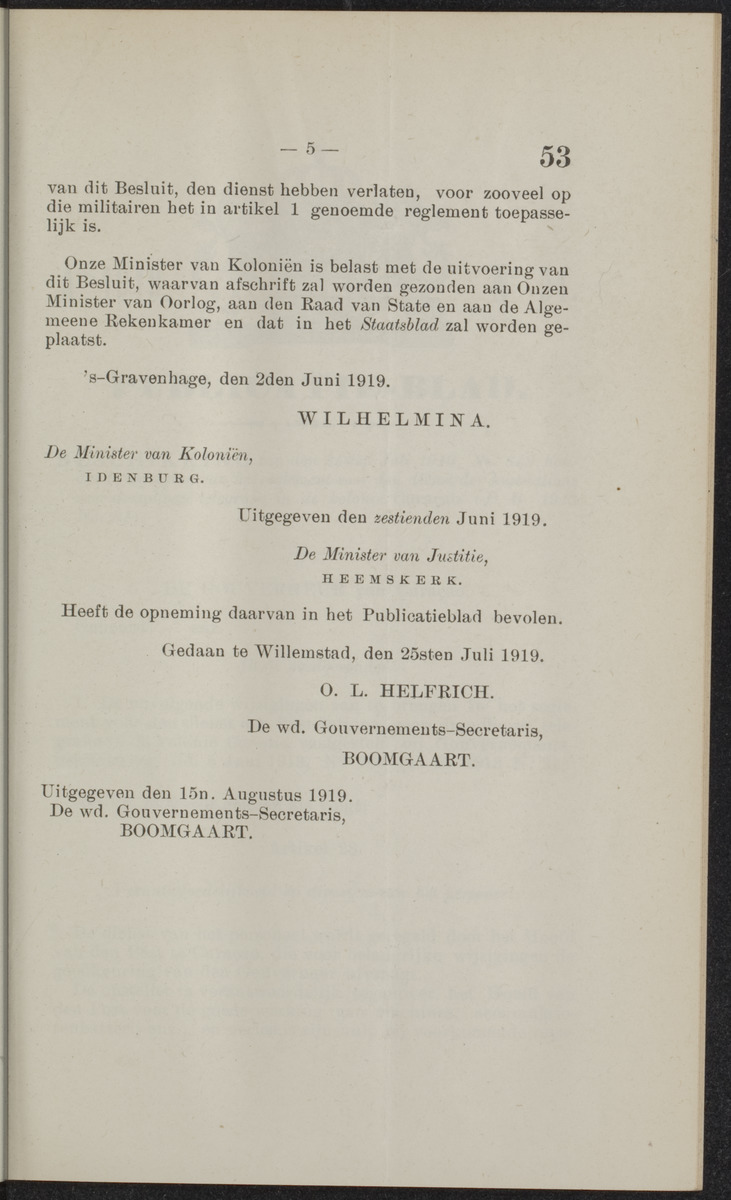 — 5 —
53
van dit Besluit, den dienst hebben verlaten, voor zooveel op
die militairen het in artikel 1 genoemde reglement toepasse-
lijk is.
Onze Minister van Koloniën is belast met de uitvoering van
dit Besluit, waarvan afschrift zal worden gezonden aan Onzen
Minister van Oorlog, aan den Raad van State en aan de Alge-
meene Rekenkamer en dat in het Staatsblad zal worden ge-
plaatst.
's-Gravenhage, den 2den Juni 1919.
WILHELMINA.
De Minister van Koloniën,
IDENBURG.
Uitgegeven den zestienden Juni 1919.
De Minister van Justitie,
HEEMSKERK.
Heeft de opneming daarvan in het Publicatieblad bevolen.
Gedaan te Willemstad, den 25sten Juli 1919.
O. L. HELFRICH.
De wd. Gouvernements-Secretaris,
BOOMGAART.
Uitgegeven den 15n. Augustus 1919.
De wd. Gouvernements-Secretaris,
BOOMGAART.